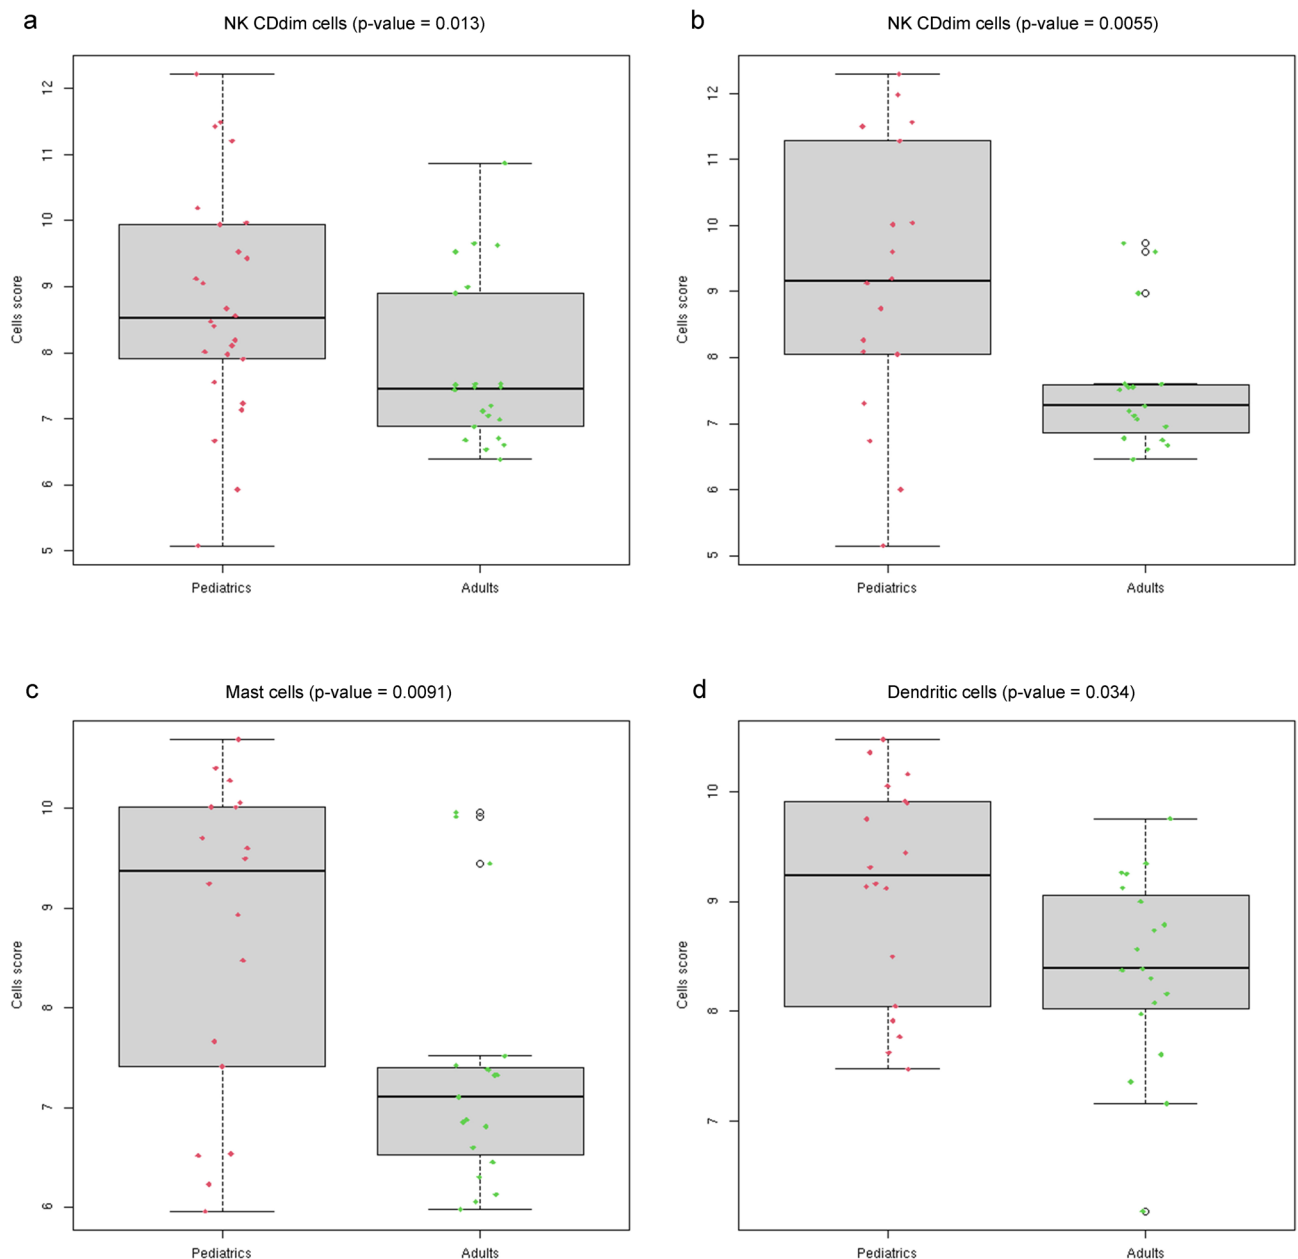 a
NK CDdim cells (p-value = 0.013)
12
11
10
9
8
7
6
5
Cells score
Pediatrics
Adults
b
NK CDdim cells (p-value = 0.0055)
12
11
10
9
8
7
6
5
Cells score
Pediatrics
Adults
c
Mast cells (p-value = 0.0091)
10
9
8
7
6
Cells score
Pediatrics
Adults
d
Dendritic cells (p-value = 0.034)
10
9
8
7
Cells score
Pediatrics
Adults